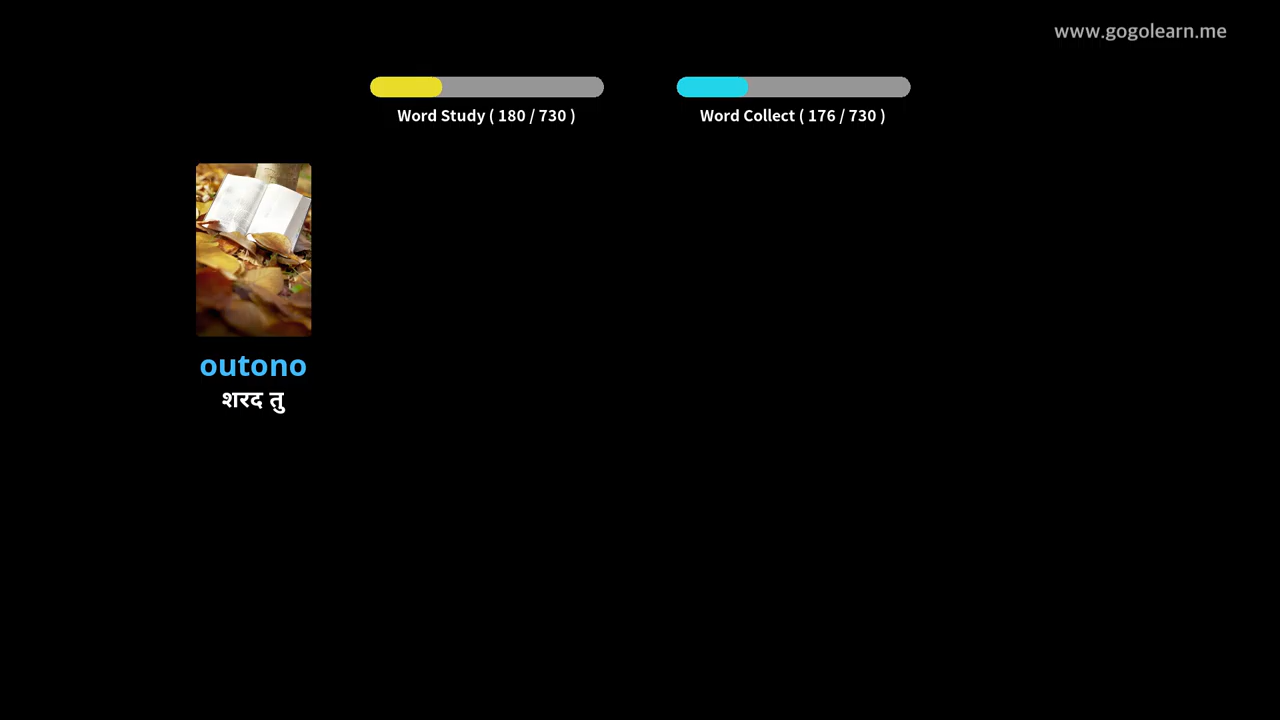 www.gogolearn.me
Word Study ( 180 / 730 )
Word Collect ( 176 / 730 )
outono
शरद तु